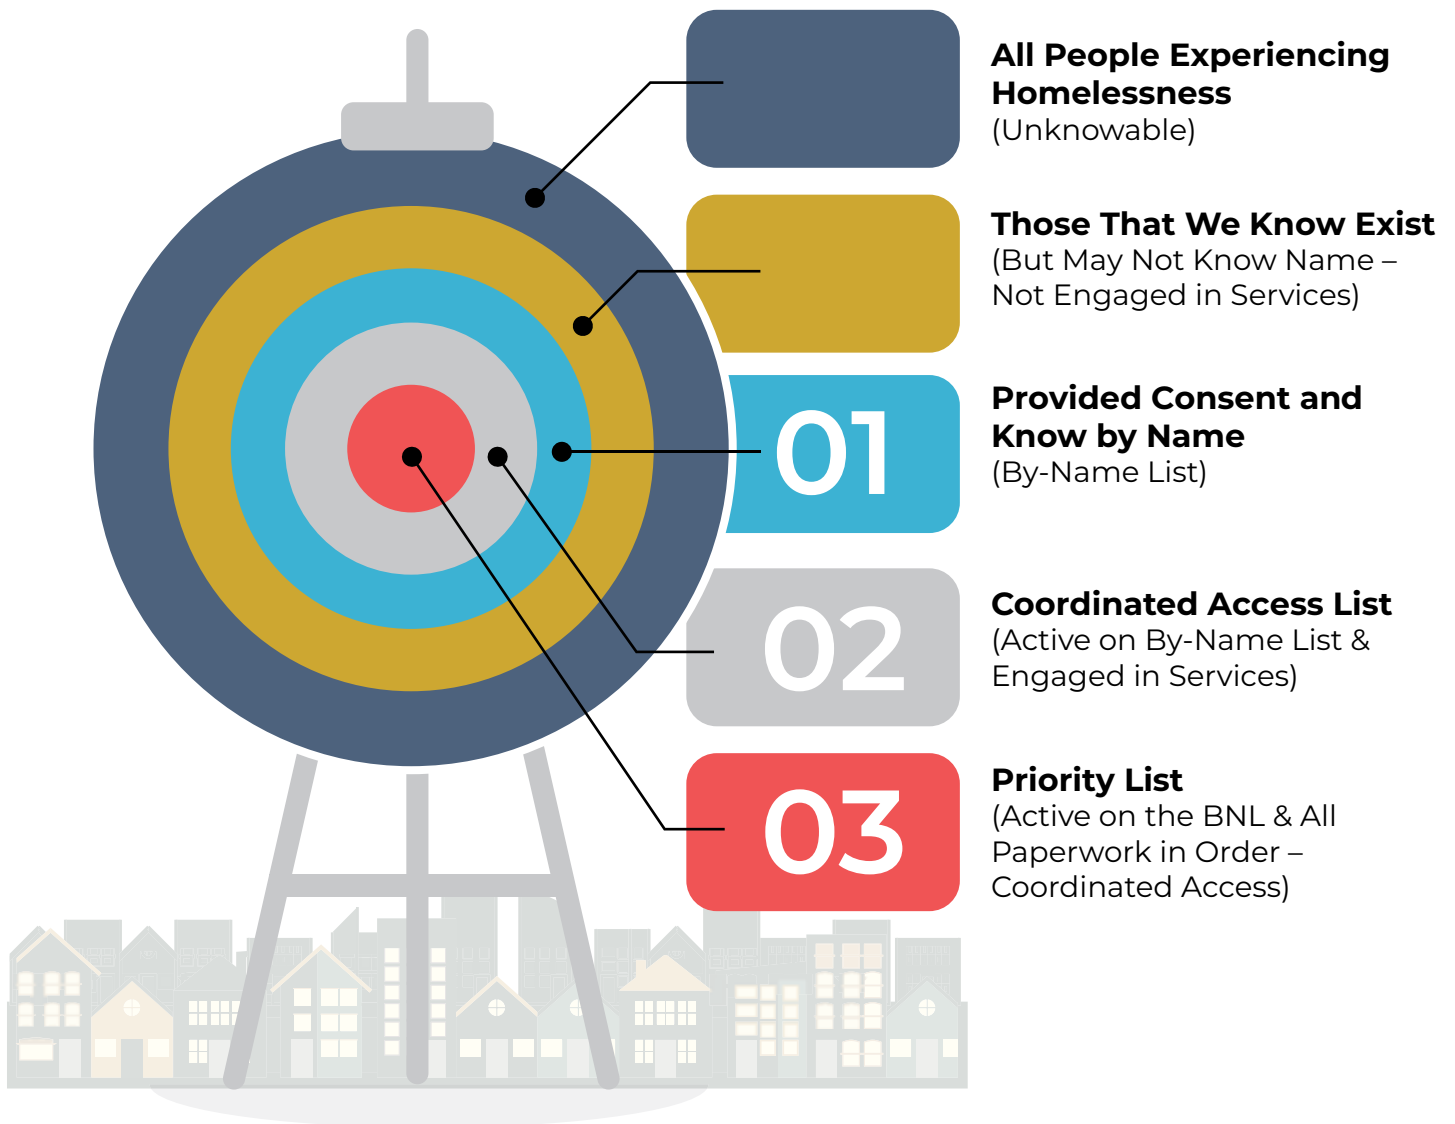 All People Experiencing
Homelessness
(Unknowable)
Those That We Know Exist
(But May Not Know Name –
Not Engaged in Services)
01
Provided Consent and
Know by Name
(By-Name List)
02
Coordinated Access List
(Active on By-Name List &
Engaged in Services)
03
Priority List
(Active on the BNL & All
Paperwork in Order –
Coordinated Access)